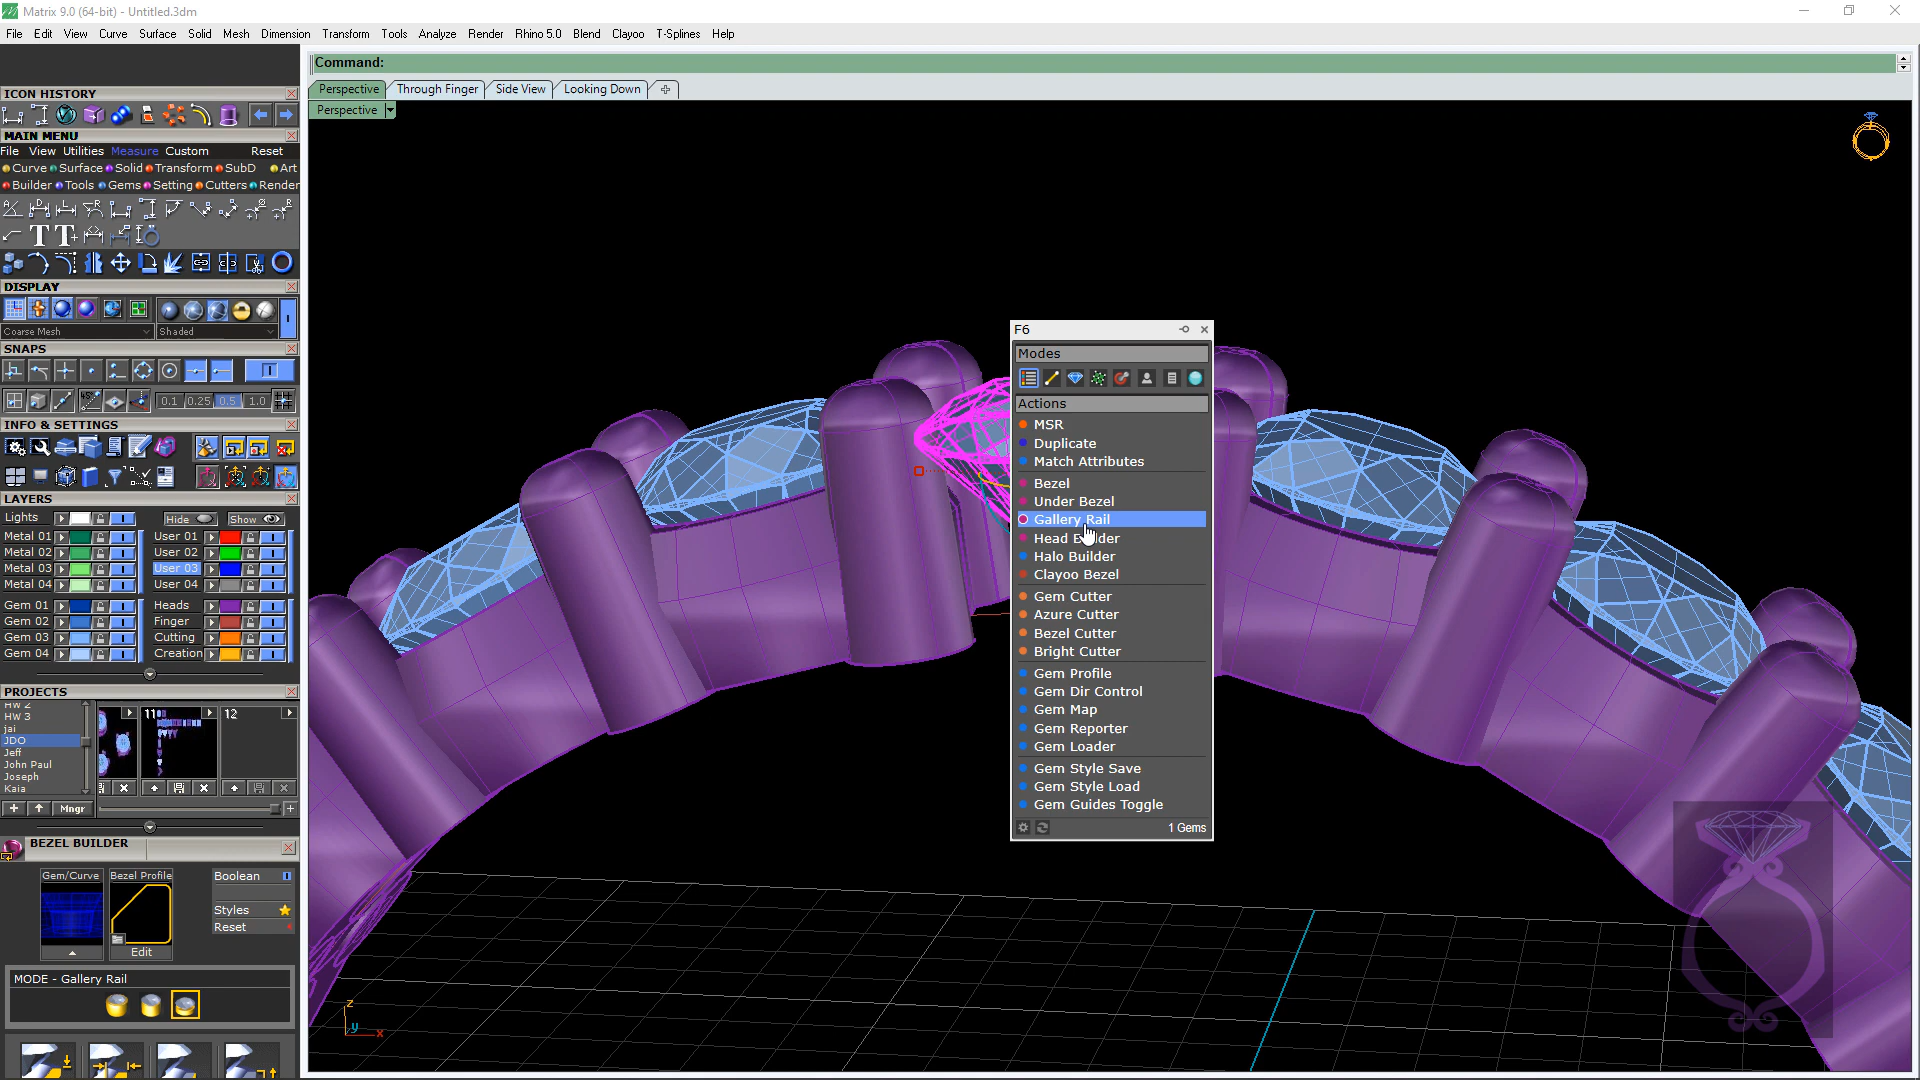 Matrix 9.0 (64-bit) - Untitled.3dm
File Edit View Curve Surface Solid Mesh Dimension Transform Tools Analyze Render Rhino 5.0 Blend Clayoo T-Splines Help
Command:
Perspective Through Finger Side View Looking Down
Perspective
ICON HISTORY
MAIN MENU
File View Utilities Measure Custom Reset
Curve Surface Solid Transform SubD Art
Builder Tools Gems Setting Cutters Render
DISPLAY
Coarse Mesh Shaded
SNAPS
0.1 0.25 0.5 1.0
INFO & SETTINGS
LAYERS
Lights Hide Show
Metal 01 User 01
Metal 02 User 02
Metal 03 User 03
Metal 04 User 04
Gem 01 Heads
Gem 02 Finger
Gem 03 Cutting
Gem 04 Creation
PROJECTS
HW 2
HW 3
jai
JDO
Jeff
John Paul
Joseph
Kaia
11
12
Mngr
BEZEL BUILDER
Gem/Curve Bezel Profile Boolean
Styles
Reset
Edit
MODE - Gallery Rail
F6
Modes
Actions
MSR
Duplicate
Match Attributes
Bezel
Under Bezel
Gallery Rail
Head Builder
Halo Builder
Clayoo Bezel
Gem Cutter
Azure Cutter
Bezel Cutter
Bright Cutter
Gem Profile
Gem Dir Control
Gem Map
Gem Reporter
Gem Loader
Gem Style Save
Gem Style Load
Gem Guides Toggle
1 Gems
z
y x